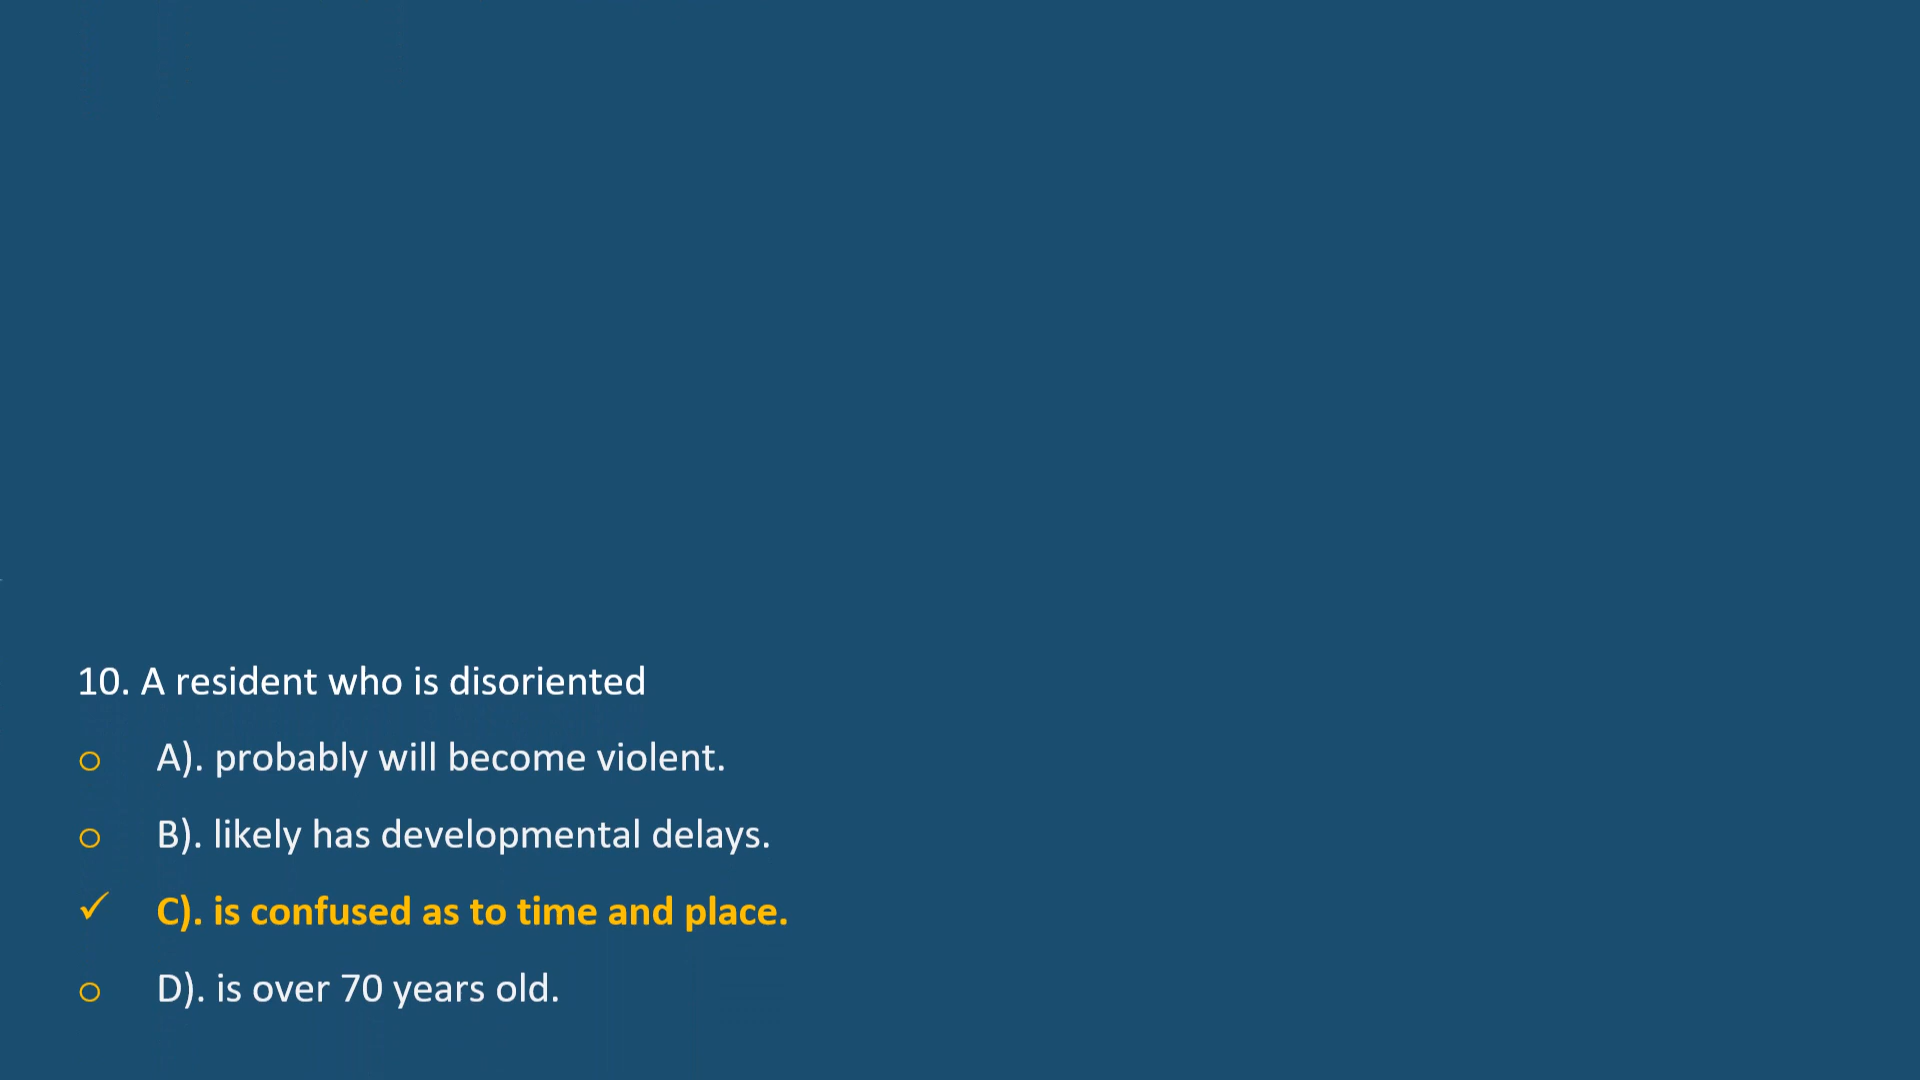 10. A resident who is disoriented
o A). probably will become violent.
o B). likely has developmental delays.
✓ C). is confused as to time and place.
o D). is over 70 years old.